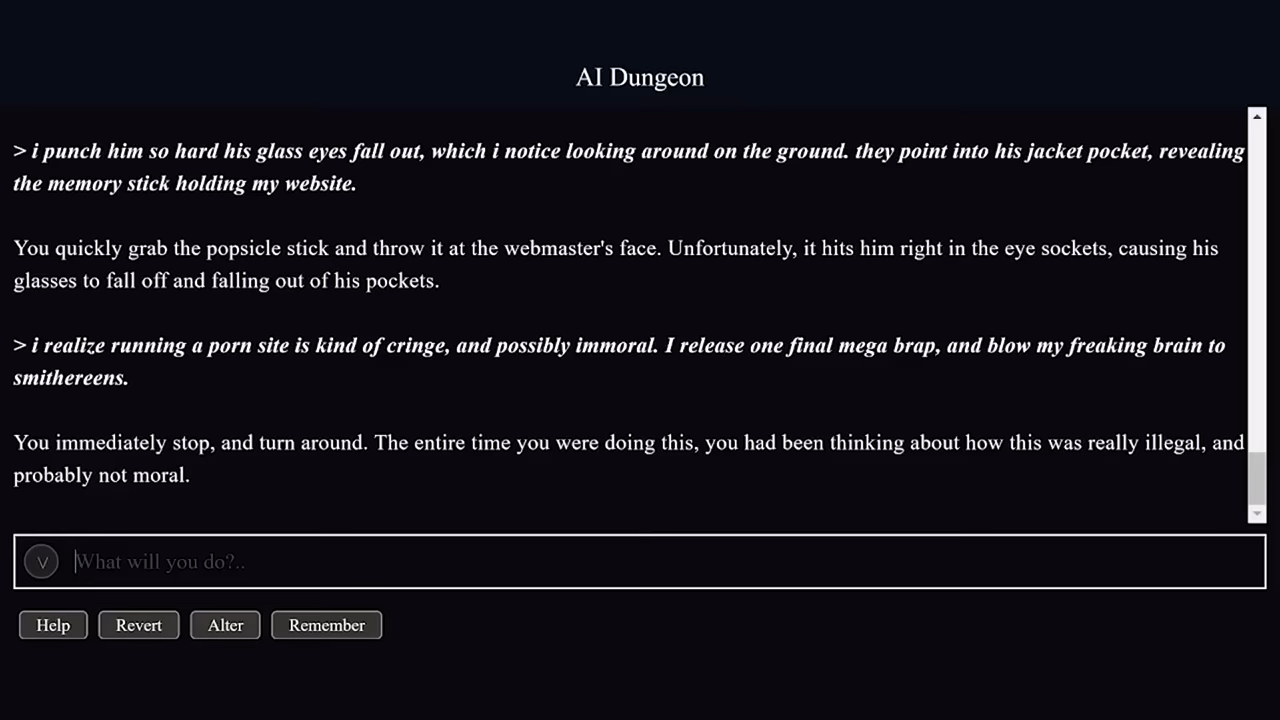 AI Dungeon
> i punch him so hard his glass eyes fall out, which i notice looking around on the ground. they point into his jacket pocket, revealing
the memory stick holding my website.
You quickly grab the popsicle stick and throw it at the webmaster's face. Unfortunately, it hits him right in the eye sockets, causing his
glasses to fall off and falling out of his pockets.
> i realize running a porn site is kind of cringe, and possibly immoral. I release one final mega brap, and blow my freaking brain to
smithereens.
You immediately stop, and turn around. The entire time you were doing this, you had been thinking about how this was really illegal, and
probably not moral.
V What will you do?..
Help Revert Alter Remember